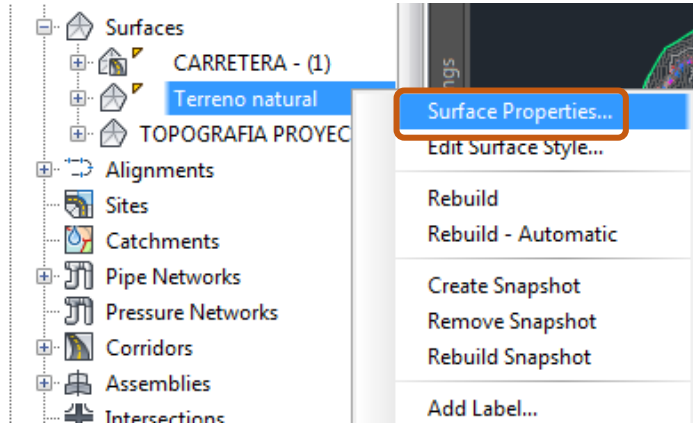 Surfaces
CARRETERA - (1)
Terreno natural
TOPOGRAFIA PROYEC
Alignments
Sites
Catchments
Pipe Networks
Pressure Networks
Corridors
Assemblies
Intersections
ngs
Surface Properties...
Edit Surface Style...
Rebuild
Rebuild - Automatic
Create Snapshot
Remove Snapshot
Rebuild Snapshot
Add Label...